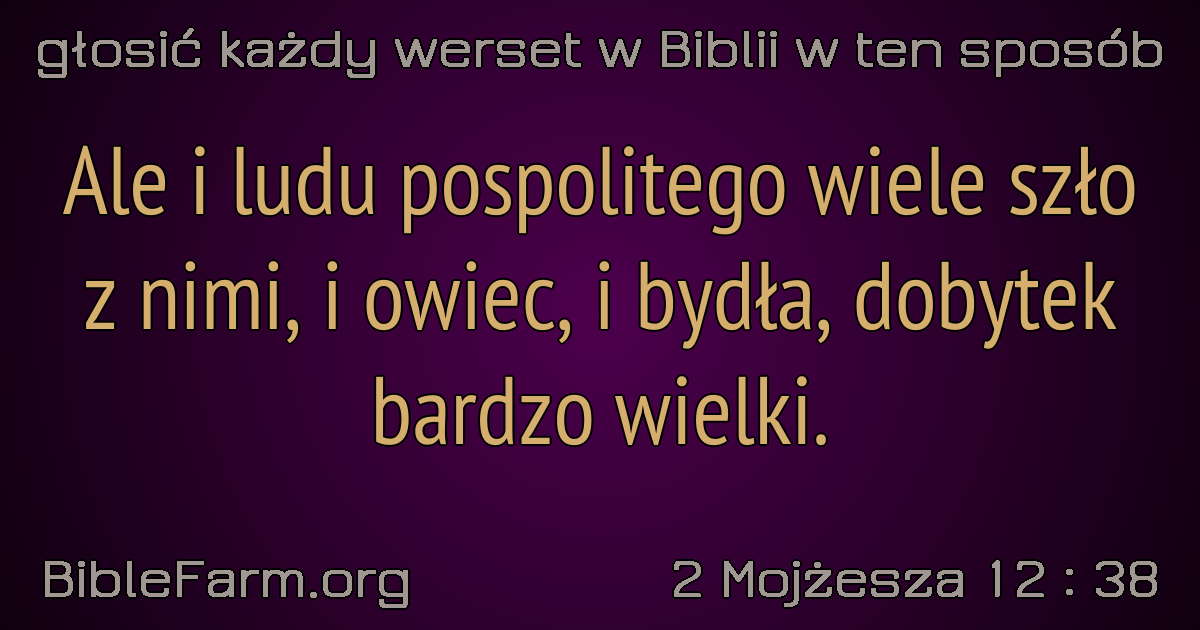 głosić każdy werset w Biblii w ten sposób
Ale i ludu pospolitego wiele szło
z nimi, i owiec, i bydła, dobytek
bardzo wielki.
BibleFarm.org
2 Mojżesza 12 : 38